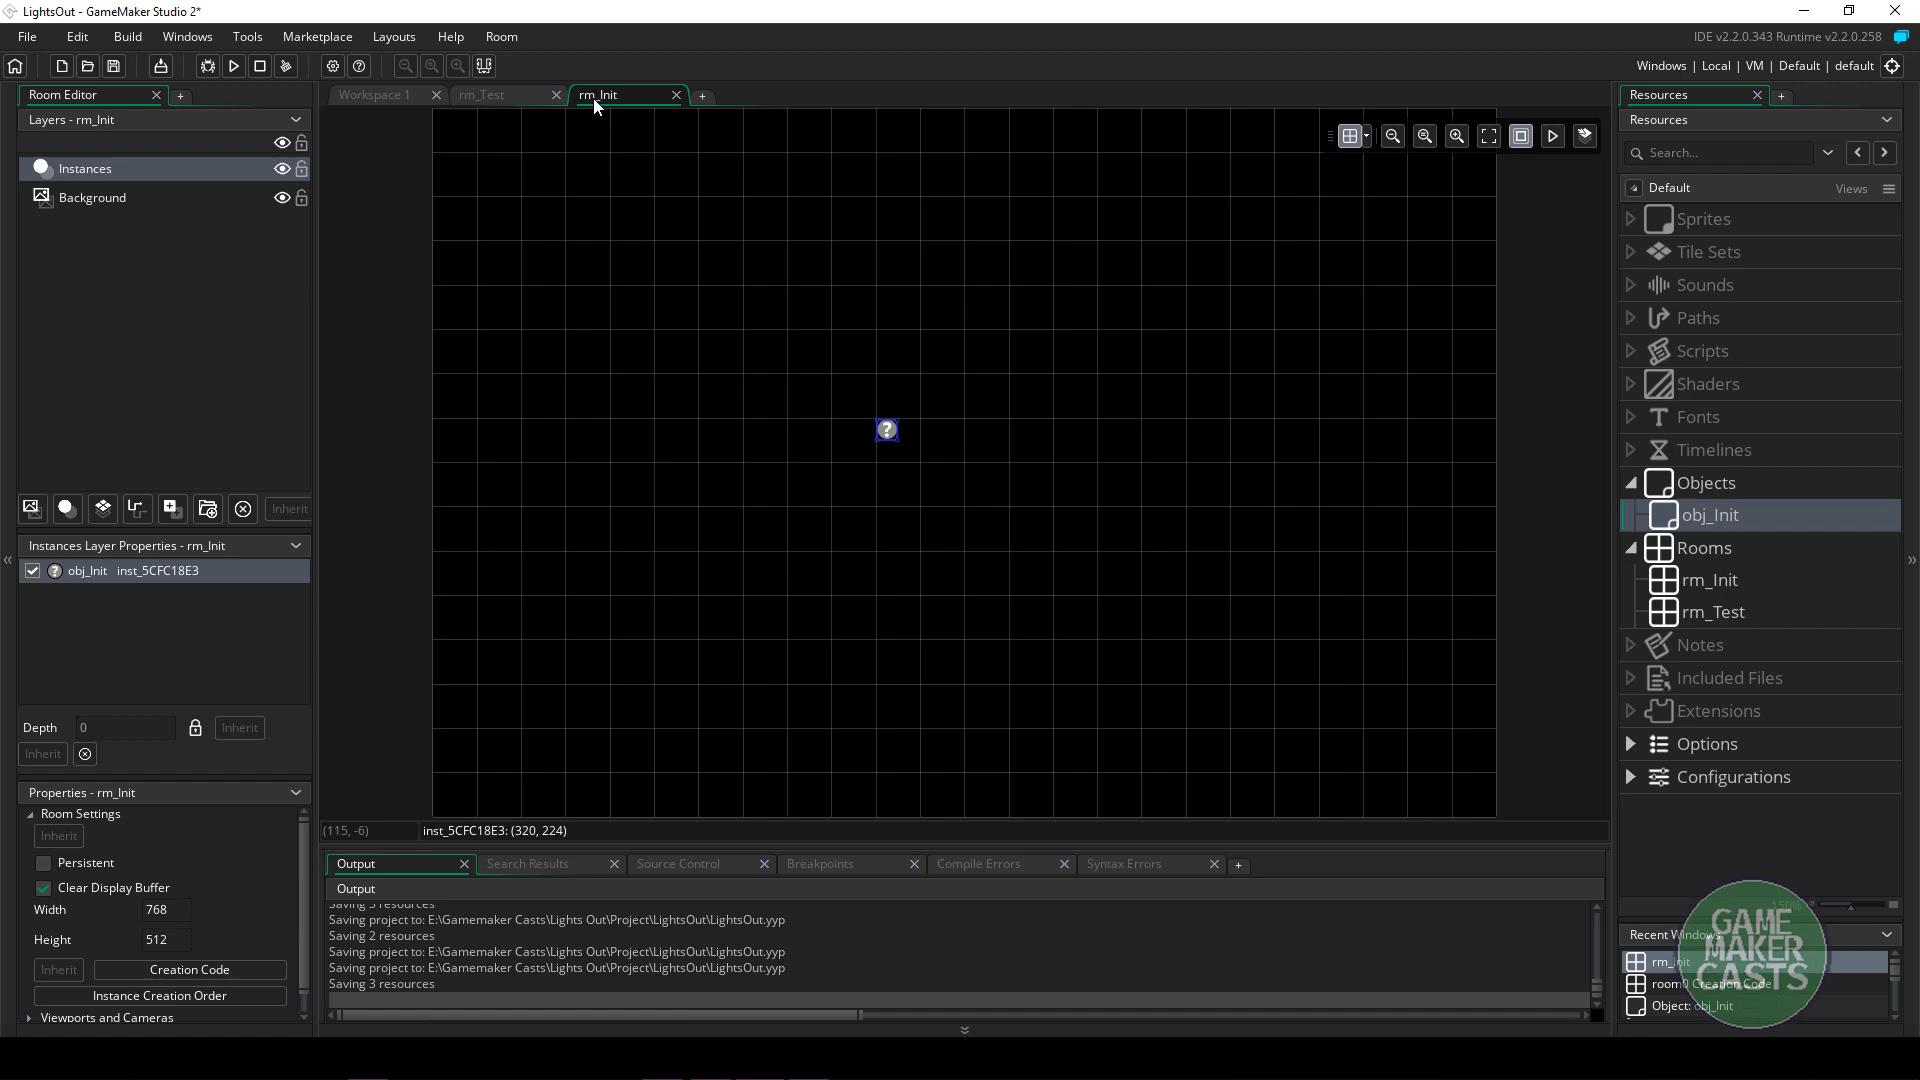 LightsOut - GameMaker Studio 2*
File Edit Build Windows Tools Marketplace Layouts Help Room
IDE v2.2.0.343 Runtime v2.2.0.258
Windows | Local | VM | Default | default
Room Editor
Workspace 1 rm_Test rm_Init
Resources
Layers - rm_Init
Resources
Search...
Instances
Default Views
Background
Sprites
Tile Sets
Sounds
Paths
Scripts
Shaders
Fonts
Timelines
Objects
obj_Init
Rooms
rm_Init
rm_Test
Notes
Included Files
Extensions
Options
Configurations
Inherit
Instances Layer Properties - rm_Init
obj_Init inst_5CFC18E3
Depth 0 Inherit
Inherit
Properties - rm_Init
Room Settings
Inherit
Persistent
Clear Display Buffer
Width 768
Height 512
Inherit Creation Code
Instance Creation Order
Viewports and Cameras
(115, -6) inst_5CFC18E3: (320, 224)
Output Search Results Source Control Breakpoints Compile Errors Syntax Errors
Output
Saving 3 resources
Saving project to: E:\Gamemaker Casts\Lights Out\Project\LightsOut\LightsOut.yyp
Saving 2 resources
Saving project to: E:\Gamemaker Casts\Lights Out\Project\LightsOut\LightsOut.yyp
Saving project to: E:\Gamemaker Casts\Lights Out\Project\LightsOut\LightsOut.yyp
Saving 3 resources
150%
Recent Windows
rm_Init
room0 Creation Code
Object: obj_Init
GAME
MAKER
CASTS